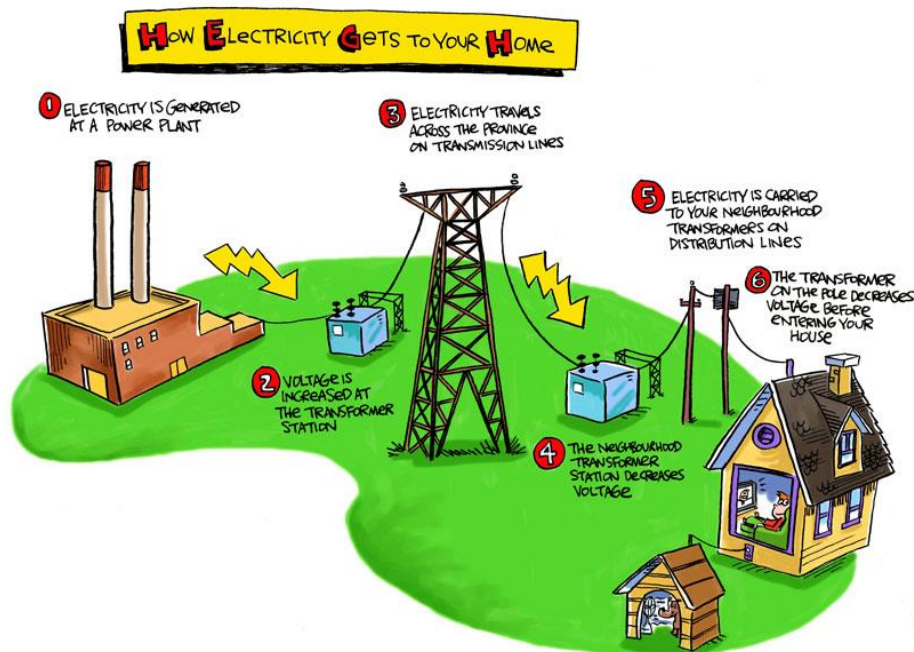 How Electricity Gets to Your Home
1 Electricity is generated
at a power plant
3 Electricity travels
across the province
on transmission lines
5 Electricity is carried
to your neighbourhood
transformers on
distribution lines
6 The transformer
on the pole decreases
voltage before
entering your
house
2 Voltage is
increased at
the transformer
station
4 The neighbourhood
transformer
station decreases
voltage